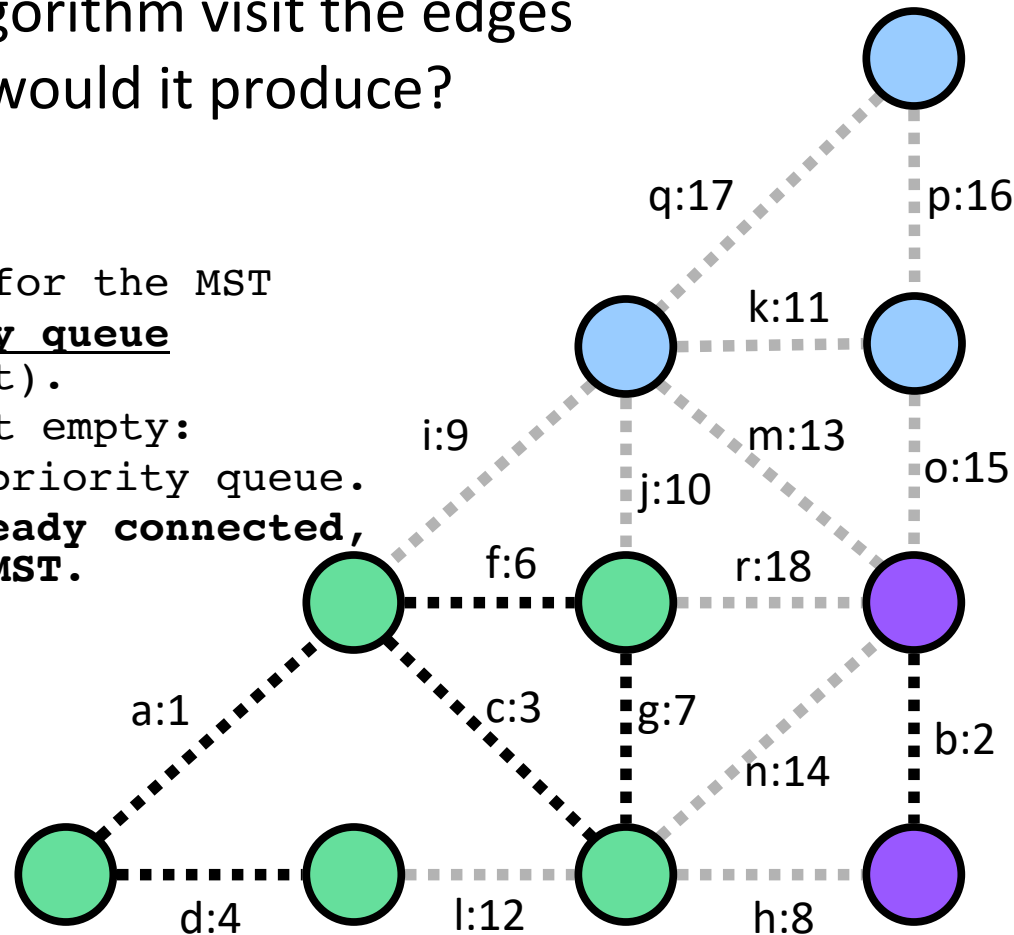 gorithm visit the edges
would it produce?
for the MST
y queue
t).
t empty:
priority queue.
eady connected,
MST.
q:17
p:16
k:11
i:9
m:13
j:10
o:15
f:6
r:18
a:1
c:3
g:7
b:2
n:14
d:4
l:12
h:8